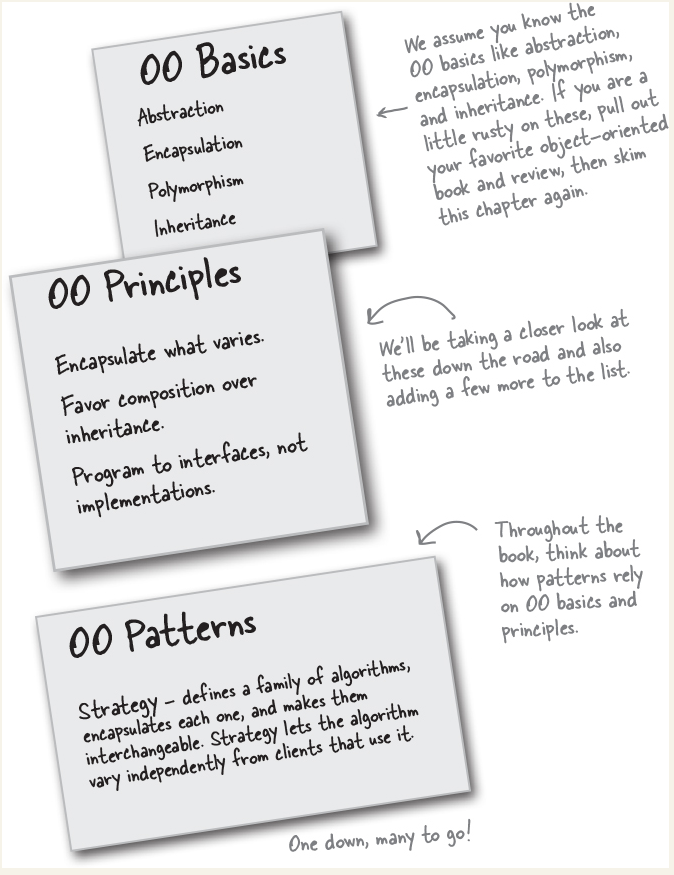 OO Basics
Abstraction
Encapsulation
Polymorphism
Inheritance
We assume you know the
OO basics like abstraction,
encapsulation, polymorphism,
and inheritance. If you are a
little rusty on these, pull out
your favorite object-oriented
book and review, then skim
this chapter again.
OO Principles
Encapsulate what varies.
Favor composition over
inheritance.
Program to interfaces, not
implementations.
We'll be taking a closer look at
these down the road and also
adding a few more to the list.
Throughout the
book, think about
how patterns rely
on OO basics and
principles.
OO Patterns
Strategy – defines a family of algorithms,
encapsulates each one, and makes them
interchangeable. Strategy lets the algorithm
vary independently from clients that use it.
One down, many to go!